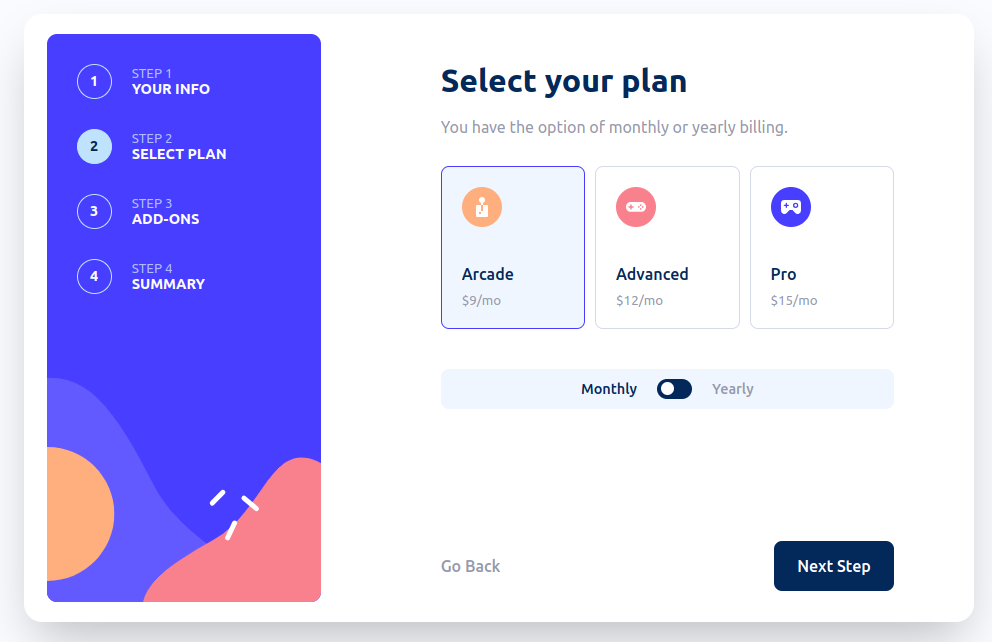 1
STEP 1
YOUR INFO
2
STEP 2
SELECT PLAN
3
STEP 3
ADD-ONS
4
STEP 4
SUMMARY
Select your plan
You have the option of monthly or yearly billing.
Arcade
$9/mo
Advanced
$12/mo
Pro
$15/mo
Monthly
Yearly
Go Back
Next Step